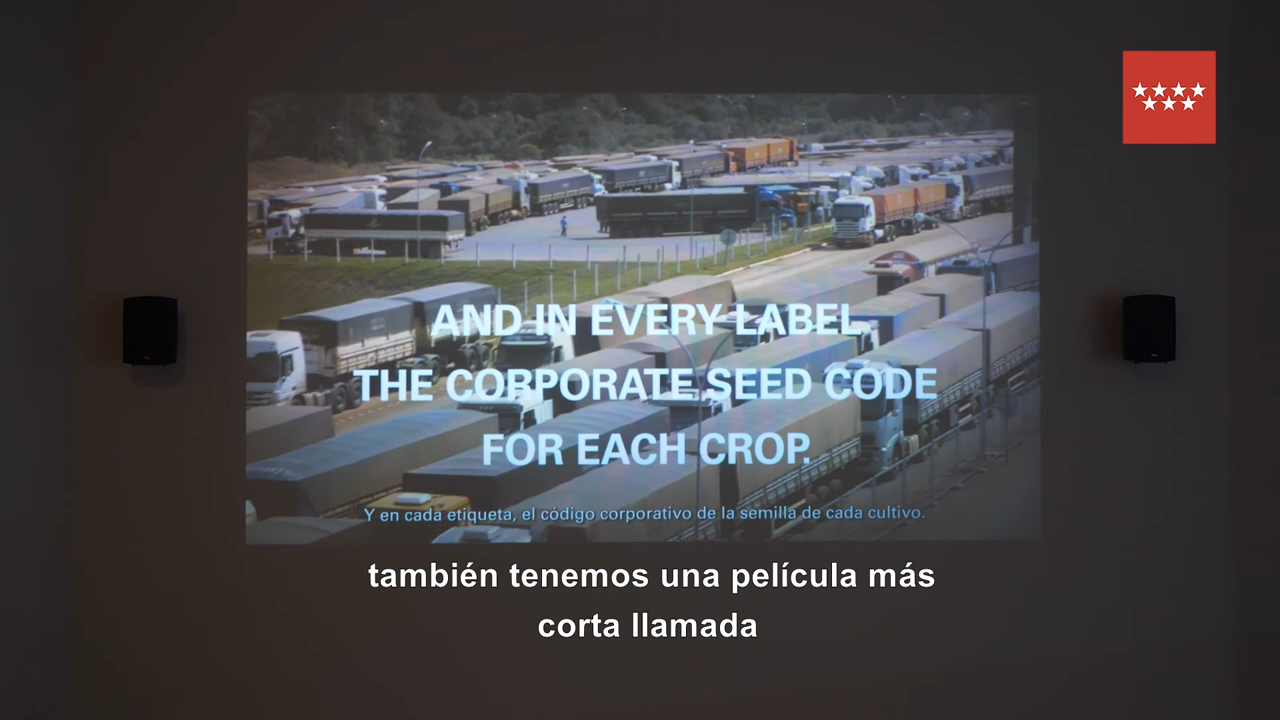 AND IN EVERY LABEL
THE CORPORATE SEED CODE
FOR EACH CROP.
Y en cada etiqueta, el código corporativo de la semilla de cada cultivo.
también tenemos una película más
corta llamada